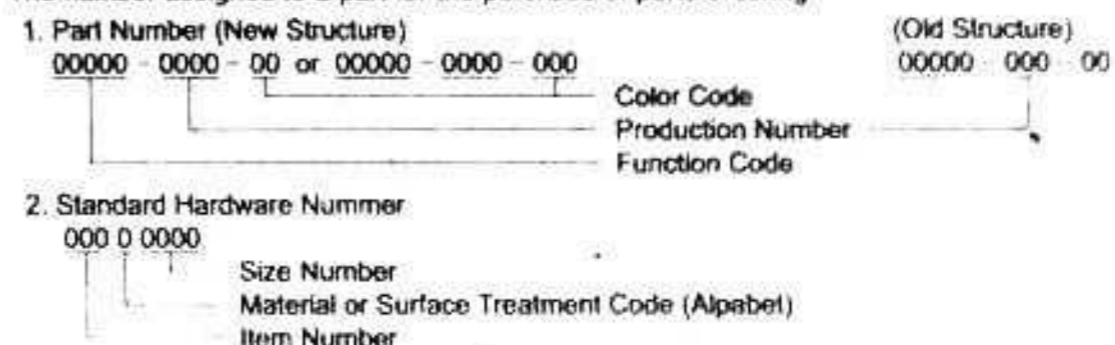 1. Part Number (New Structure) (Old Structure)
00000 - 0000 - 00 or 00000 - 0000 - 000 00000 - 000 - 00
Color Code
Production Number
Function Code
2. Standard Hardware Nummer
000 0 0000
Size Number
Material or Surface Treatment Code (Alpabet)
Item Number